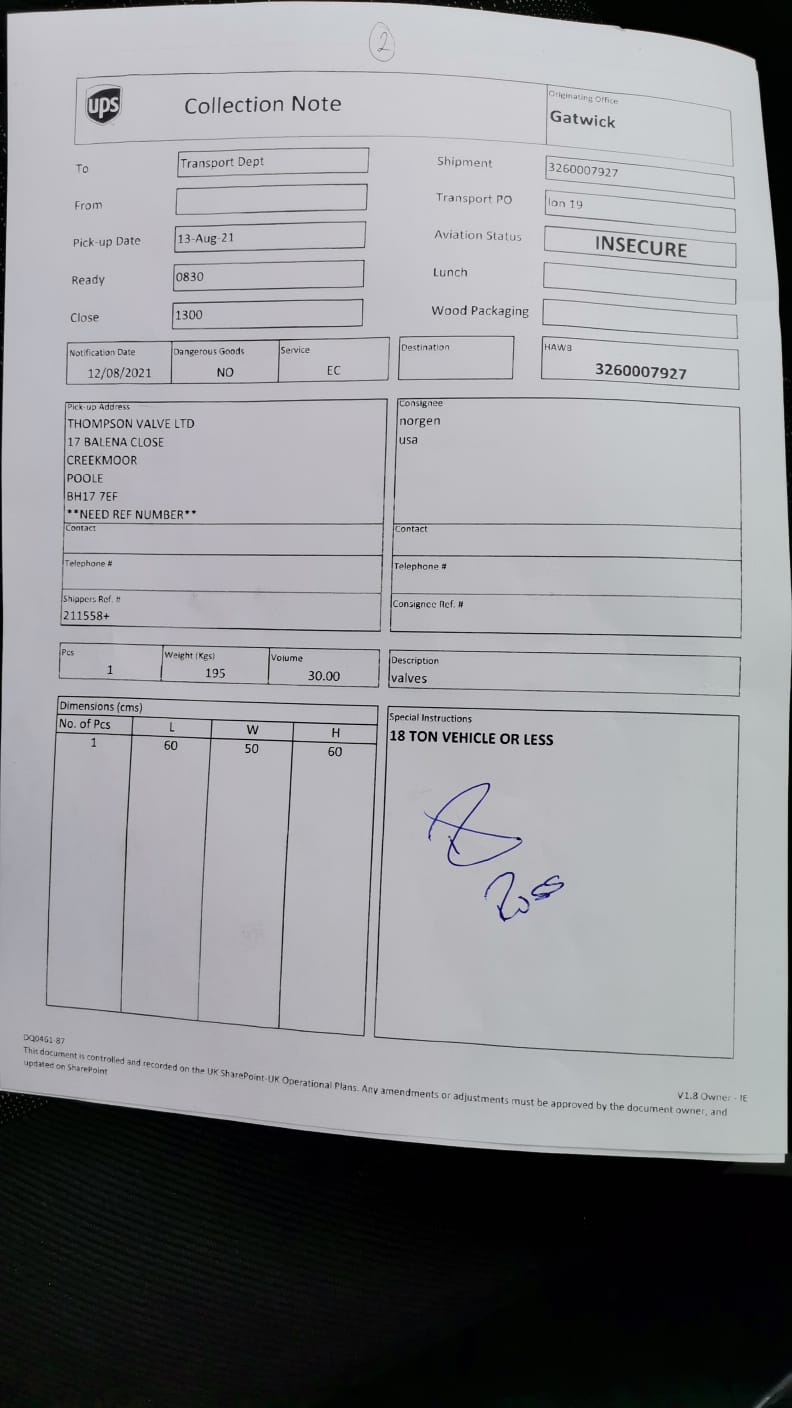 2
ups
Collection Note
Originating Office
Gatwick
To
Transport Dept
Shipment
3260007927
From
Transport PO
lon 19
Pick-up Date
13-Aug-21
Aviation Status
INSECURE
Ready
0830
Lunch
Close
1300
Wood Packaging
Notification Date
12/08/2021
Dangerous Goods
NO
Service
EC
Destination
HAWB
3260007927
Pick-up Address
THOMPSON VALVE LTD
17 BALENA CLOSE
CREEKMOOR
POOLE
BH17 7EF
**NEED REF NUMBER**
Contact
Telephone #
Shippers Ref. #
211558+
Consignee
norgen
usa
Contact
Telephone #
Consignee Ref. #
Pcs
1
Weight (Kgs)
195
Volume
30.00
Description
valves
Dimensions (cms)
No. of Pcs L W H
1 60 50 60
Special Instructions
18 TON VEHICLE OR LESS
DQ0461-87
V1.8 Owner - IE
This document is controlled and recorded on the UK SharePoint-UK Operational Plans. Any amendments or adjustments must be approved by the document owner, and
updated on SharePoint